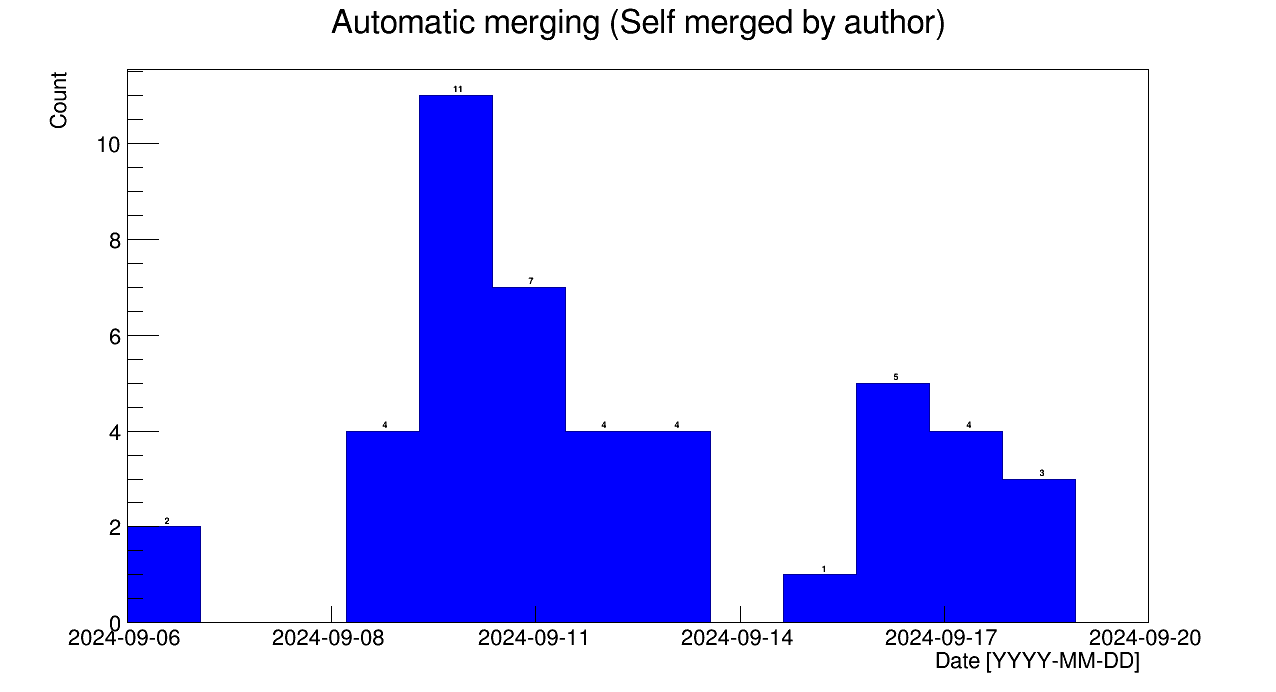 Automatic merging (Self merged by author)
Count
11
10
8
7
6
5
4 4 4 4 4
3
2 2
1
0
2024-09-06 2024-09-08 2024-09-11 2024-09-14 2024-09-17 2024-09-20
Date [YYYY-MM-DD]